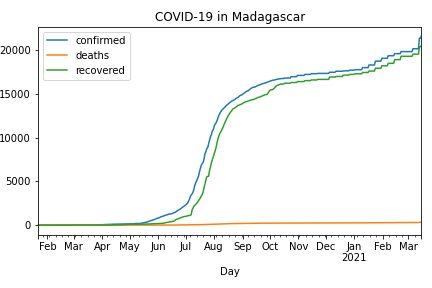 COVID-19 in Madagascar
confirmed
deaths
recovered
20000
15000
10000
5000
0
Feb Mar Apr May Jun Jul Aug Sep Oct Nov Dec Jan Feb Mar
2021
Day